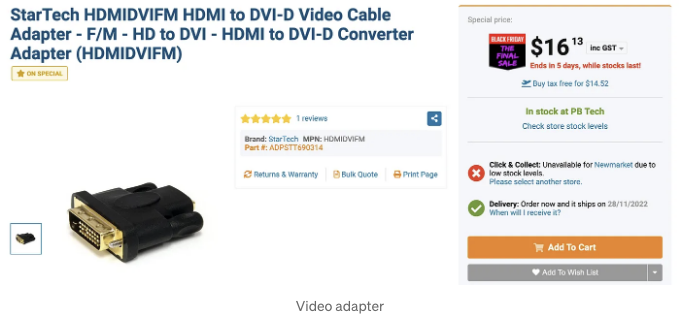 StarTech HDMIDVIFM HDMI to DVI-D Video Cable
Adapter - F/M - HD to DVI - HDMI to DVI-D Converter
Adapter (HDMIDVIFM)
ON SPECIAL
1 reviews
Brand: StarTech MPN: HDMIDVIFM
Part #: ADPSTT690314
Returns & Warranty
Bulk Quote
Print Page
Special price:
BLACK FRIDAY
THE
FINAL
SALE
$16 13 inc GST
Ends in 5 days, while stocks last!
Buy tax free for $14.52
In stock at PB Tech
Check store stock levels
Click & Collect: Unavailable for Newmarket due to
low stock levels.
Please select another store.
Delivery: Order now and it ships on 28/11/2022
When will I receive it?
Add To Cart
Add To Wish List
Video adapter